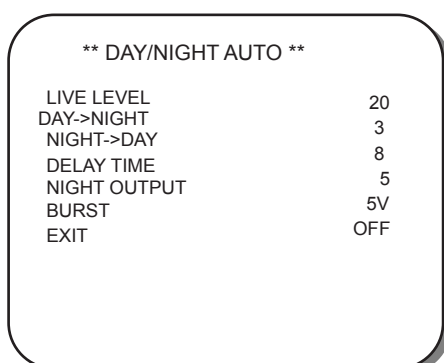 ** DAY/NIGHT AUTO **
LIVE LEVEL 20
DAY->NIGHT 3
NIGHT->DAY 8
DELAY TIME 5
NIGHT OUTPUT 5V
BURST OFF
EXIT